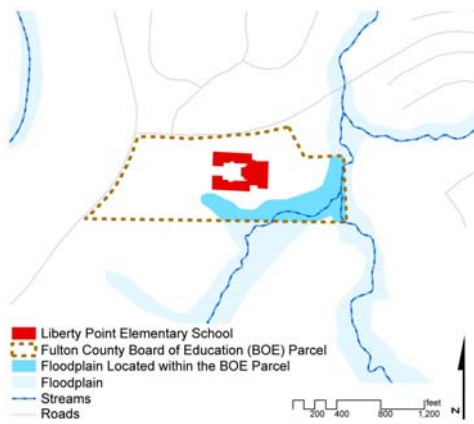 Liberty Point Elementary School
Fulton County Board of Education (BOE) Parcel
Floodplain Located within the BOE Parcel
Floodplain
Streams
Roads
feet
200 400 800 1,200
N